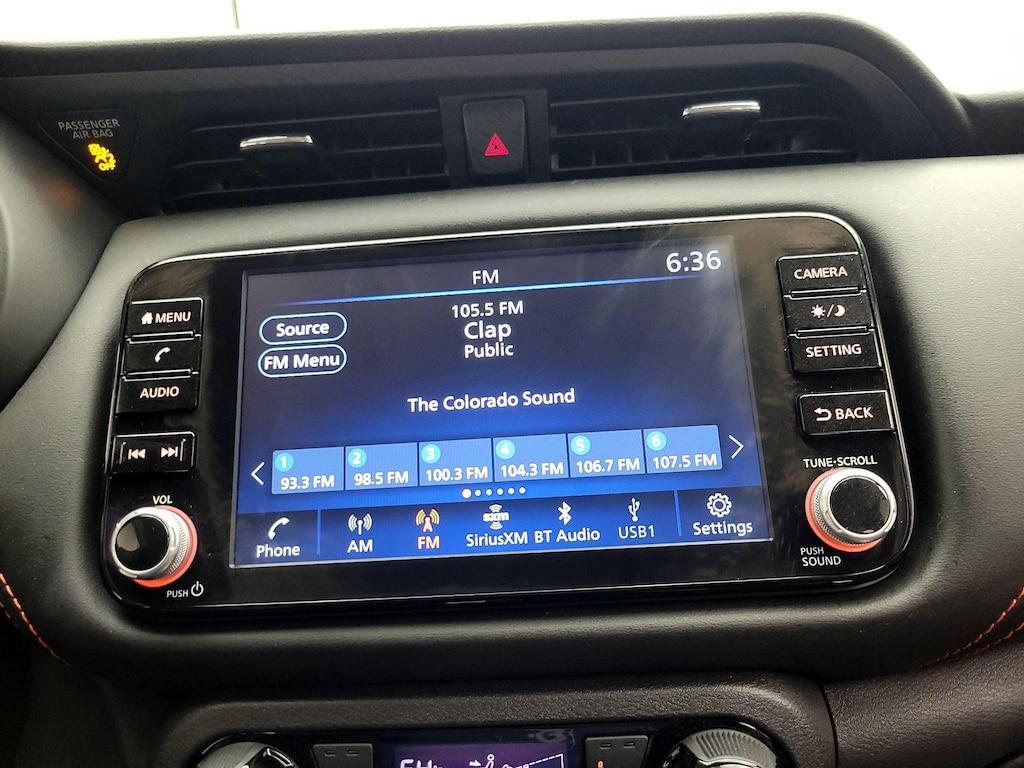 PASSENGER
AIR BAG
OFF
6:36
FM
105.5 FM
Clap
Public
The Colorado Sound
Source
FM Menu
MENU
AUDIO
VOL
PUSH
1 93.3 FM
2 98.5 FM
3 100.3 FM
4 104.3 FM
5 106.7 FM
6 107.5 FM
Phone
AM
FM
sxm
SiriusXM
BT Audio
USB1
Settings
CAMERA
SETTING
BACK
TUNE•SCROLL
PUSH
SOUND